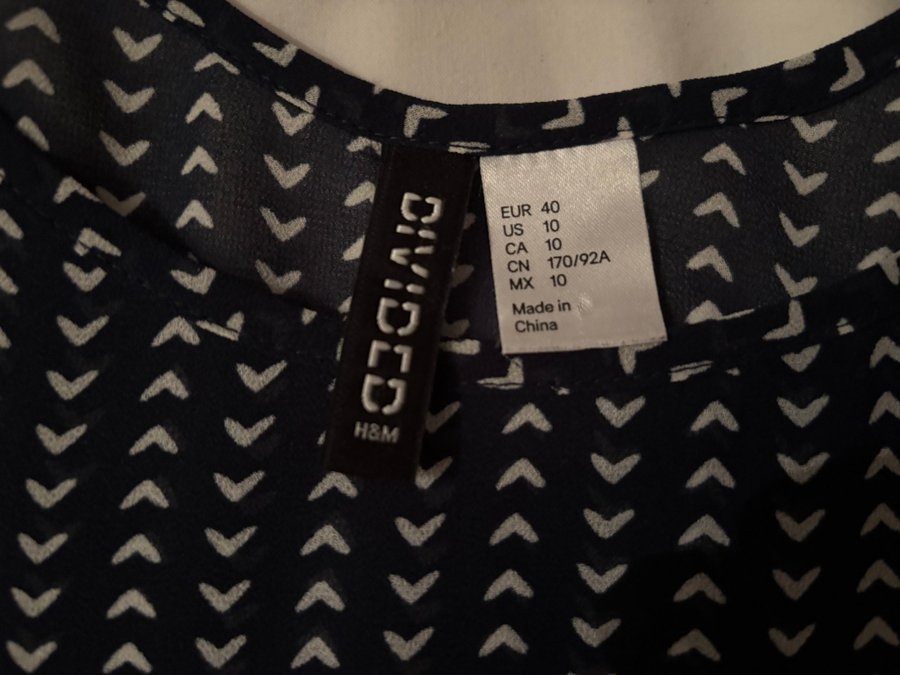 DIVIDED
H&M
EUR 40
US 10
CA 10
CN 170/92A
MX 10
Made in
China